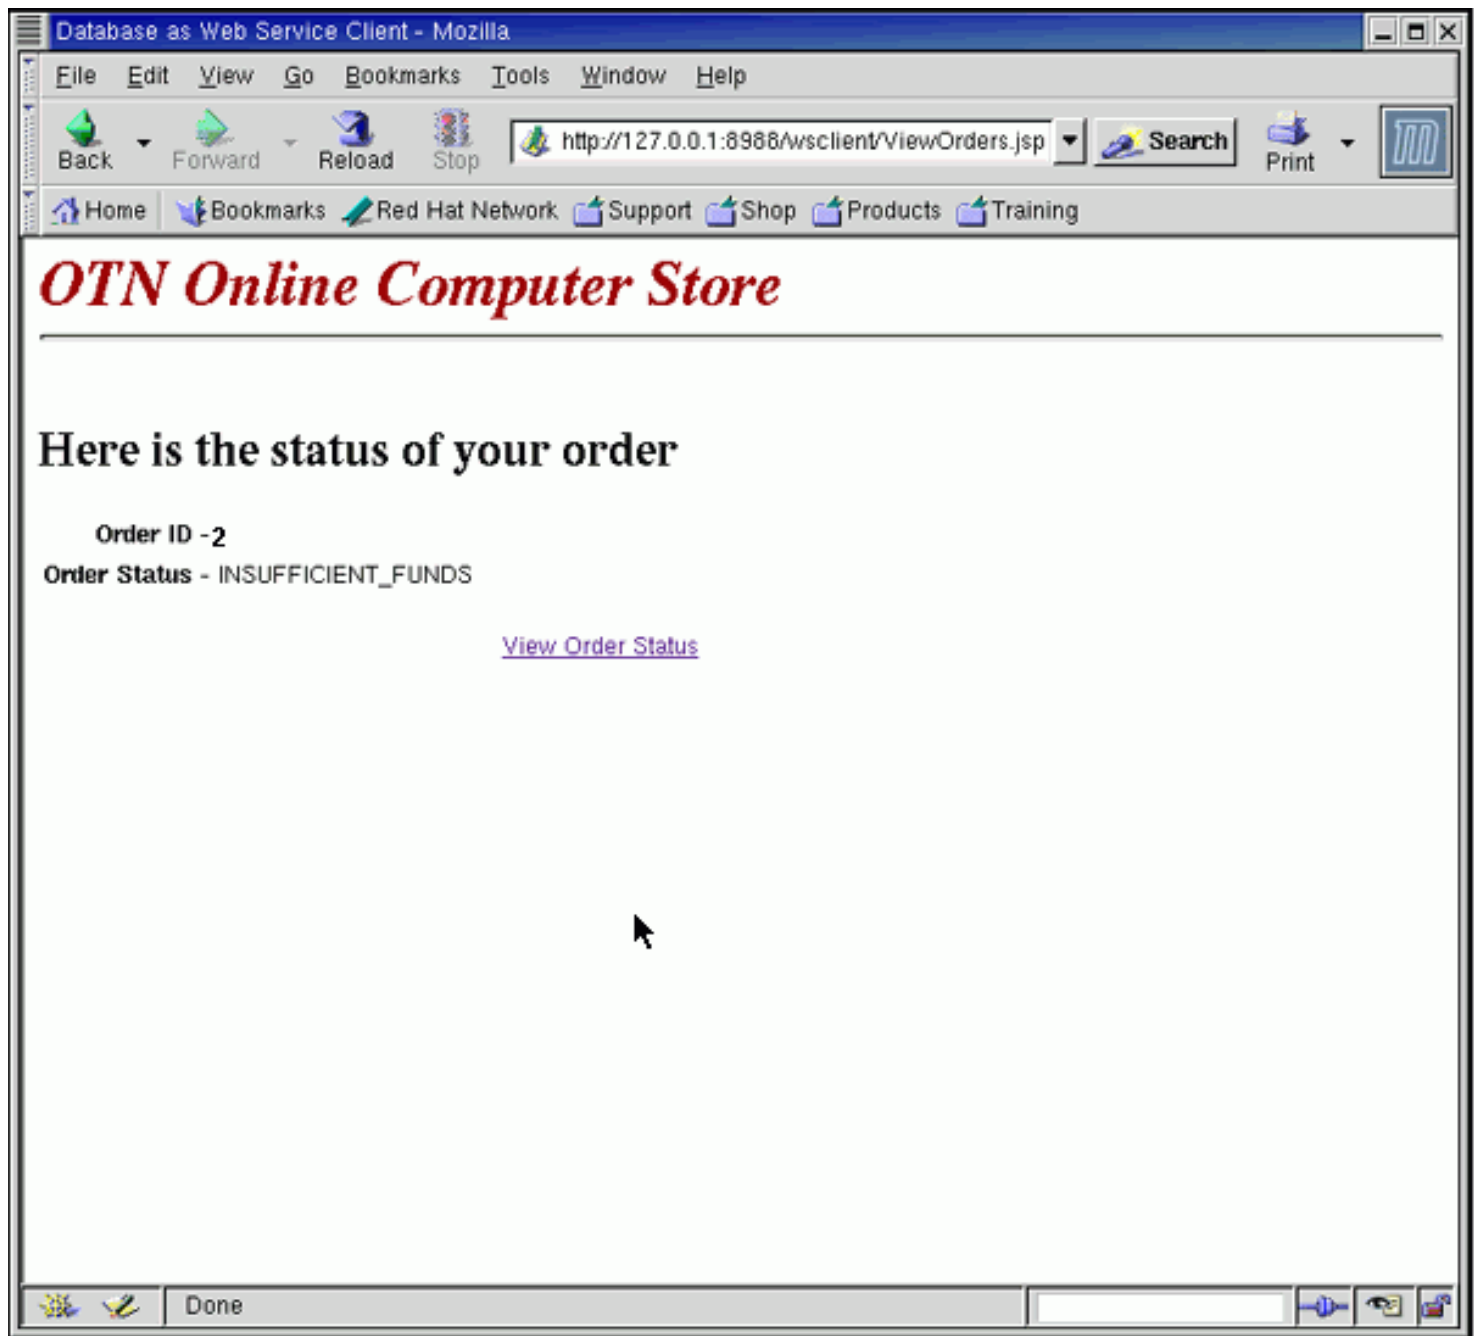 Database as Web Service Client - Mozilla
File Edit View Go Bookmarks Tools Window Help
Back Forward Reload Stop http://127.0.0.1:8988/wsclient/ViewOrders.jsp Search Print
Home Bookmarks Red Hat Network Support Shop Products Training
OTN Online Computer Store
Here is the status of your order
Order ID -2
Order Status - INSUFFICIENT_FUNDS
View Order Status
Done